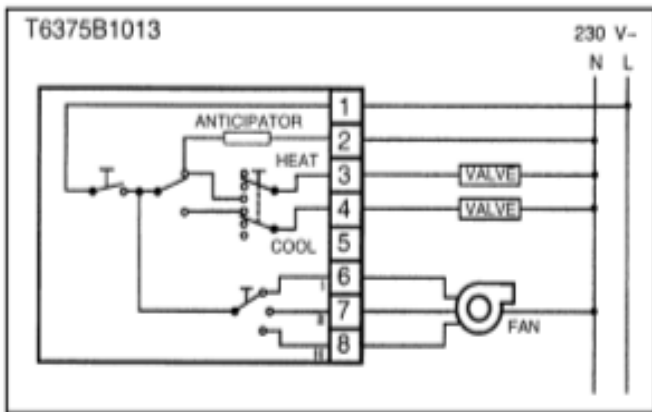 T6375B1013
230 V~
N L
1
ANTICIPATOR
2
HEAT
3
VALVE
4
VALVE
COOL
5
6
I
7
II
FAN
8
III